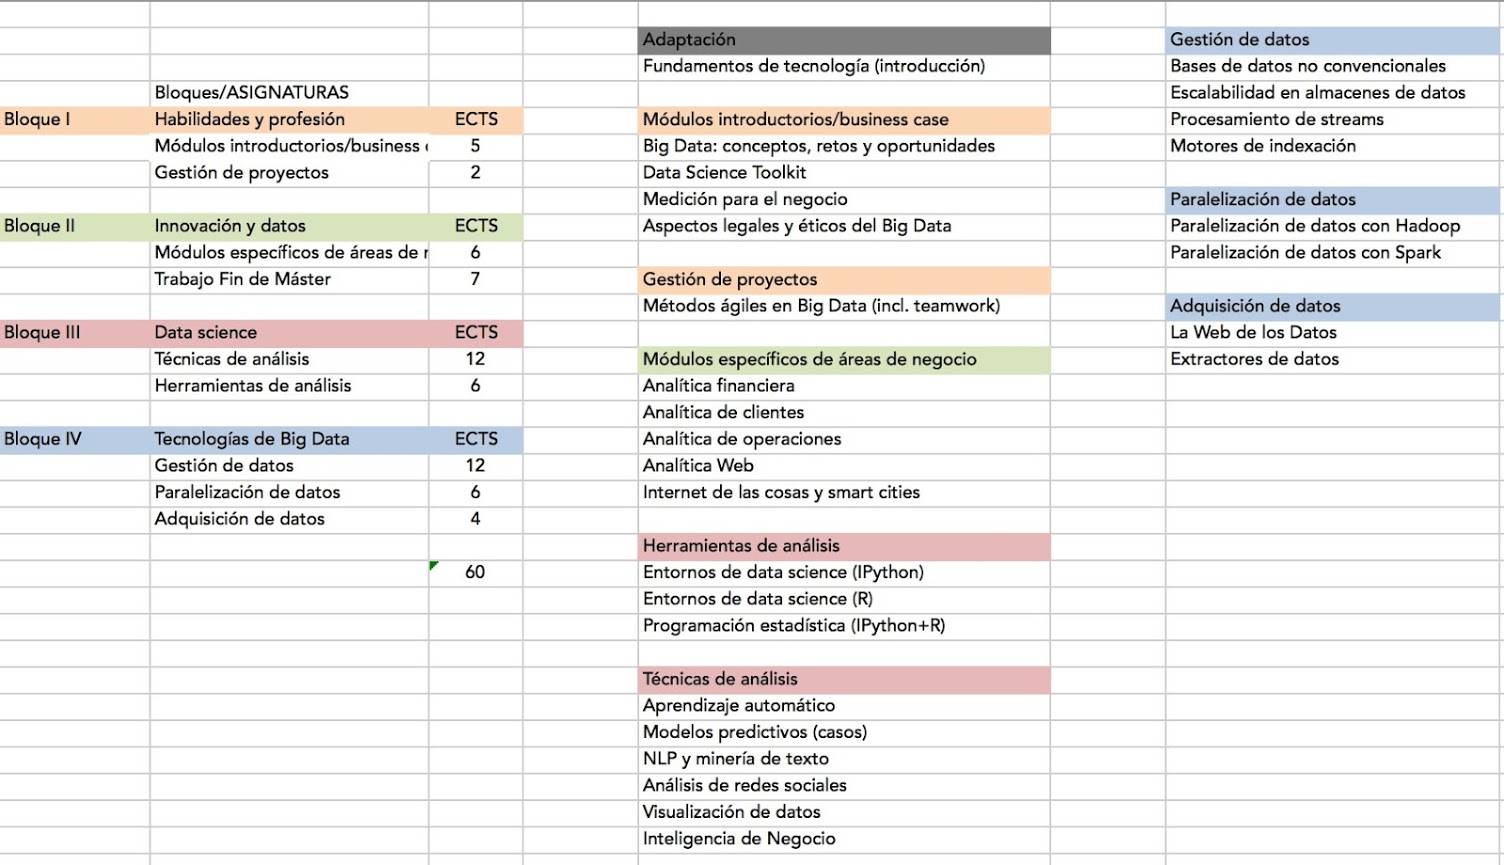 Bloques/ASIGNATURAS
Bloque I Habilidades y profesión ECTS
Módulos introductorios/business 5
Gestión de proyectos 2
Bloque II Innovación y datos ECTS
Módulos específicos de áreas de 6
Trabajo Fin de Máster 7
Bloque III Data science ECTS
Técnicas de análisis 12
Herramientas de análisis 6
Bloque IV Tecnologías de Big Data ECTS
Gestión de datos 12
Paralelización de datos 6
Adquisición de datos 4
60
Adaptación
Fundamentos de tecnología (introducción)
Módulos introductorios/business case
Big Data: conceptos, retos y oportunidades
Data Science Toolkit
Medición para el negocio
Aspectos legales y éticos del Big Data
Gestión de proyectos
Métodos ágiles en Big Data (incl. teamwork)
Módulos específicos de áreas de negocio
Analítica financiera
Analítica de clientes
Analítica de operaciones
Analítica Web
Internet de las cosas y smart cities
Herramientas de análisis
Entornos de data science (IPython)
Entornos de data science (R)
Programación estadística (IPython+R)
Técnicas de análisis
Aprendizaje automático
Modelos predictivos (casos)
NLP y minería de texto
Análisis de redes sociales
Visualización de datos
Inteligencia de Negocio
Gestión de datos
Bases de datos no convencionales
Escalabilidad en almacenes de datos
Procesamiento de streams
Motores de indexación
Paralelización de datos
Paralelización de datos con Hadoop
Paralelización de datos con Spark
Adquisición de datos
La Web de los Datos
Extractores de datos